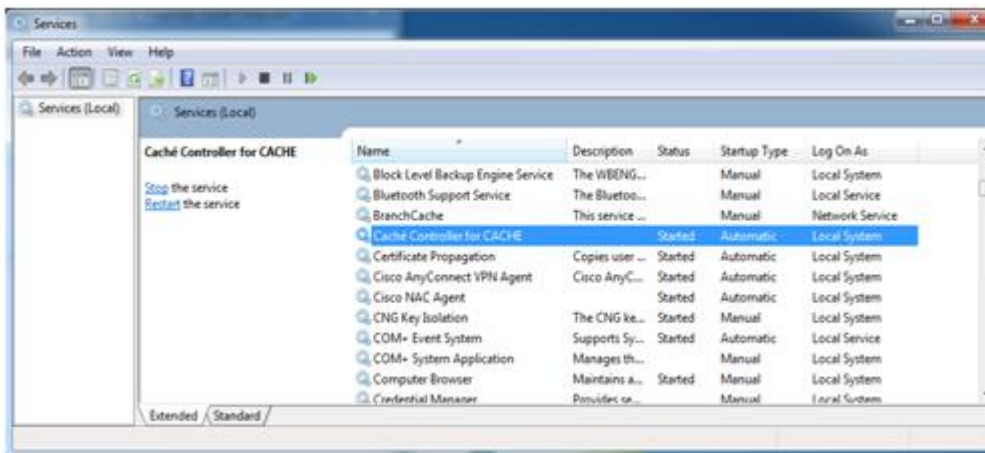 Services
File Action View Help
Services (Local)
Services (Local)
Caché Controller for CACHE
Stop the service
Restart the service
Name Description Status Startup Type Log On As
Block Level Backup Engine Service The WBENG... Manual Local System
Bluetooth Support Service The Bluetoo... Manual Local Service
BranchCache This service ... Manual Network Service
Caché Controller for CACHE Started Automatic Local System
Certificate Propagation Copies user ... Started Automatic Local System
Cisco AnyConnect VPN Agent Cisco AnyC... Started Automatic Local System
Cisco NAC Agent Started Automatic Local System
CNG Key Isolation The CNG ke... Started Manual Local System
COM+ Event System Supports Sy... Started Automatic Local Service
COM+ System Application Manages th... Manual Local System
Computer Browser Maintains a... Started Manual Local System
Credential Manager Provides se... Manual Local System
Extended Standard